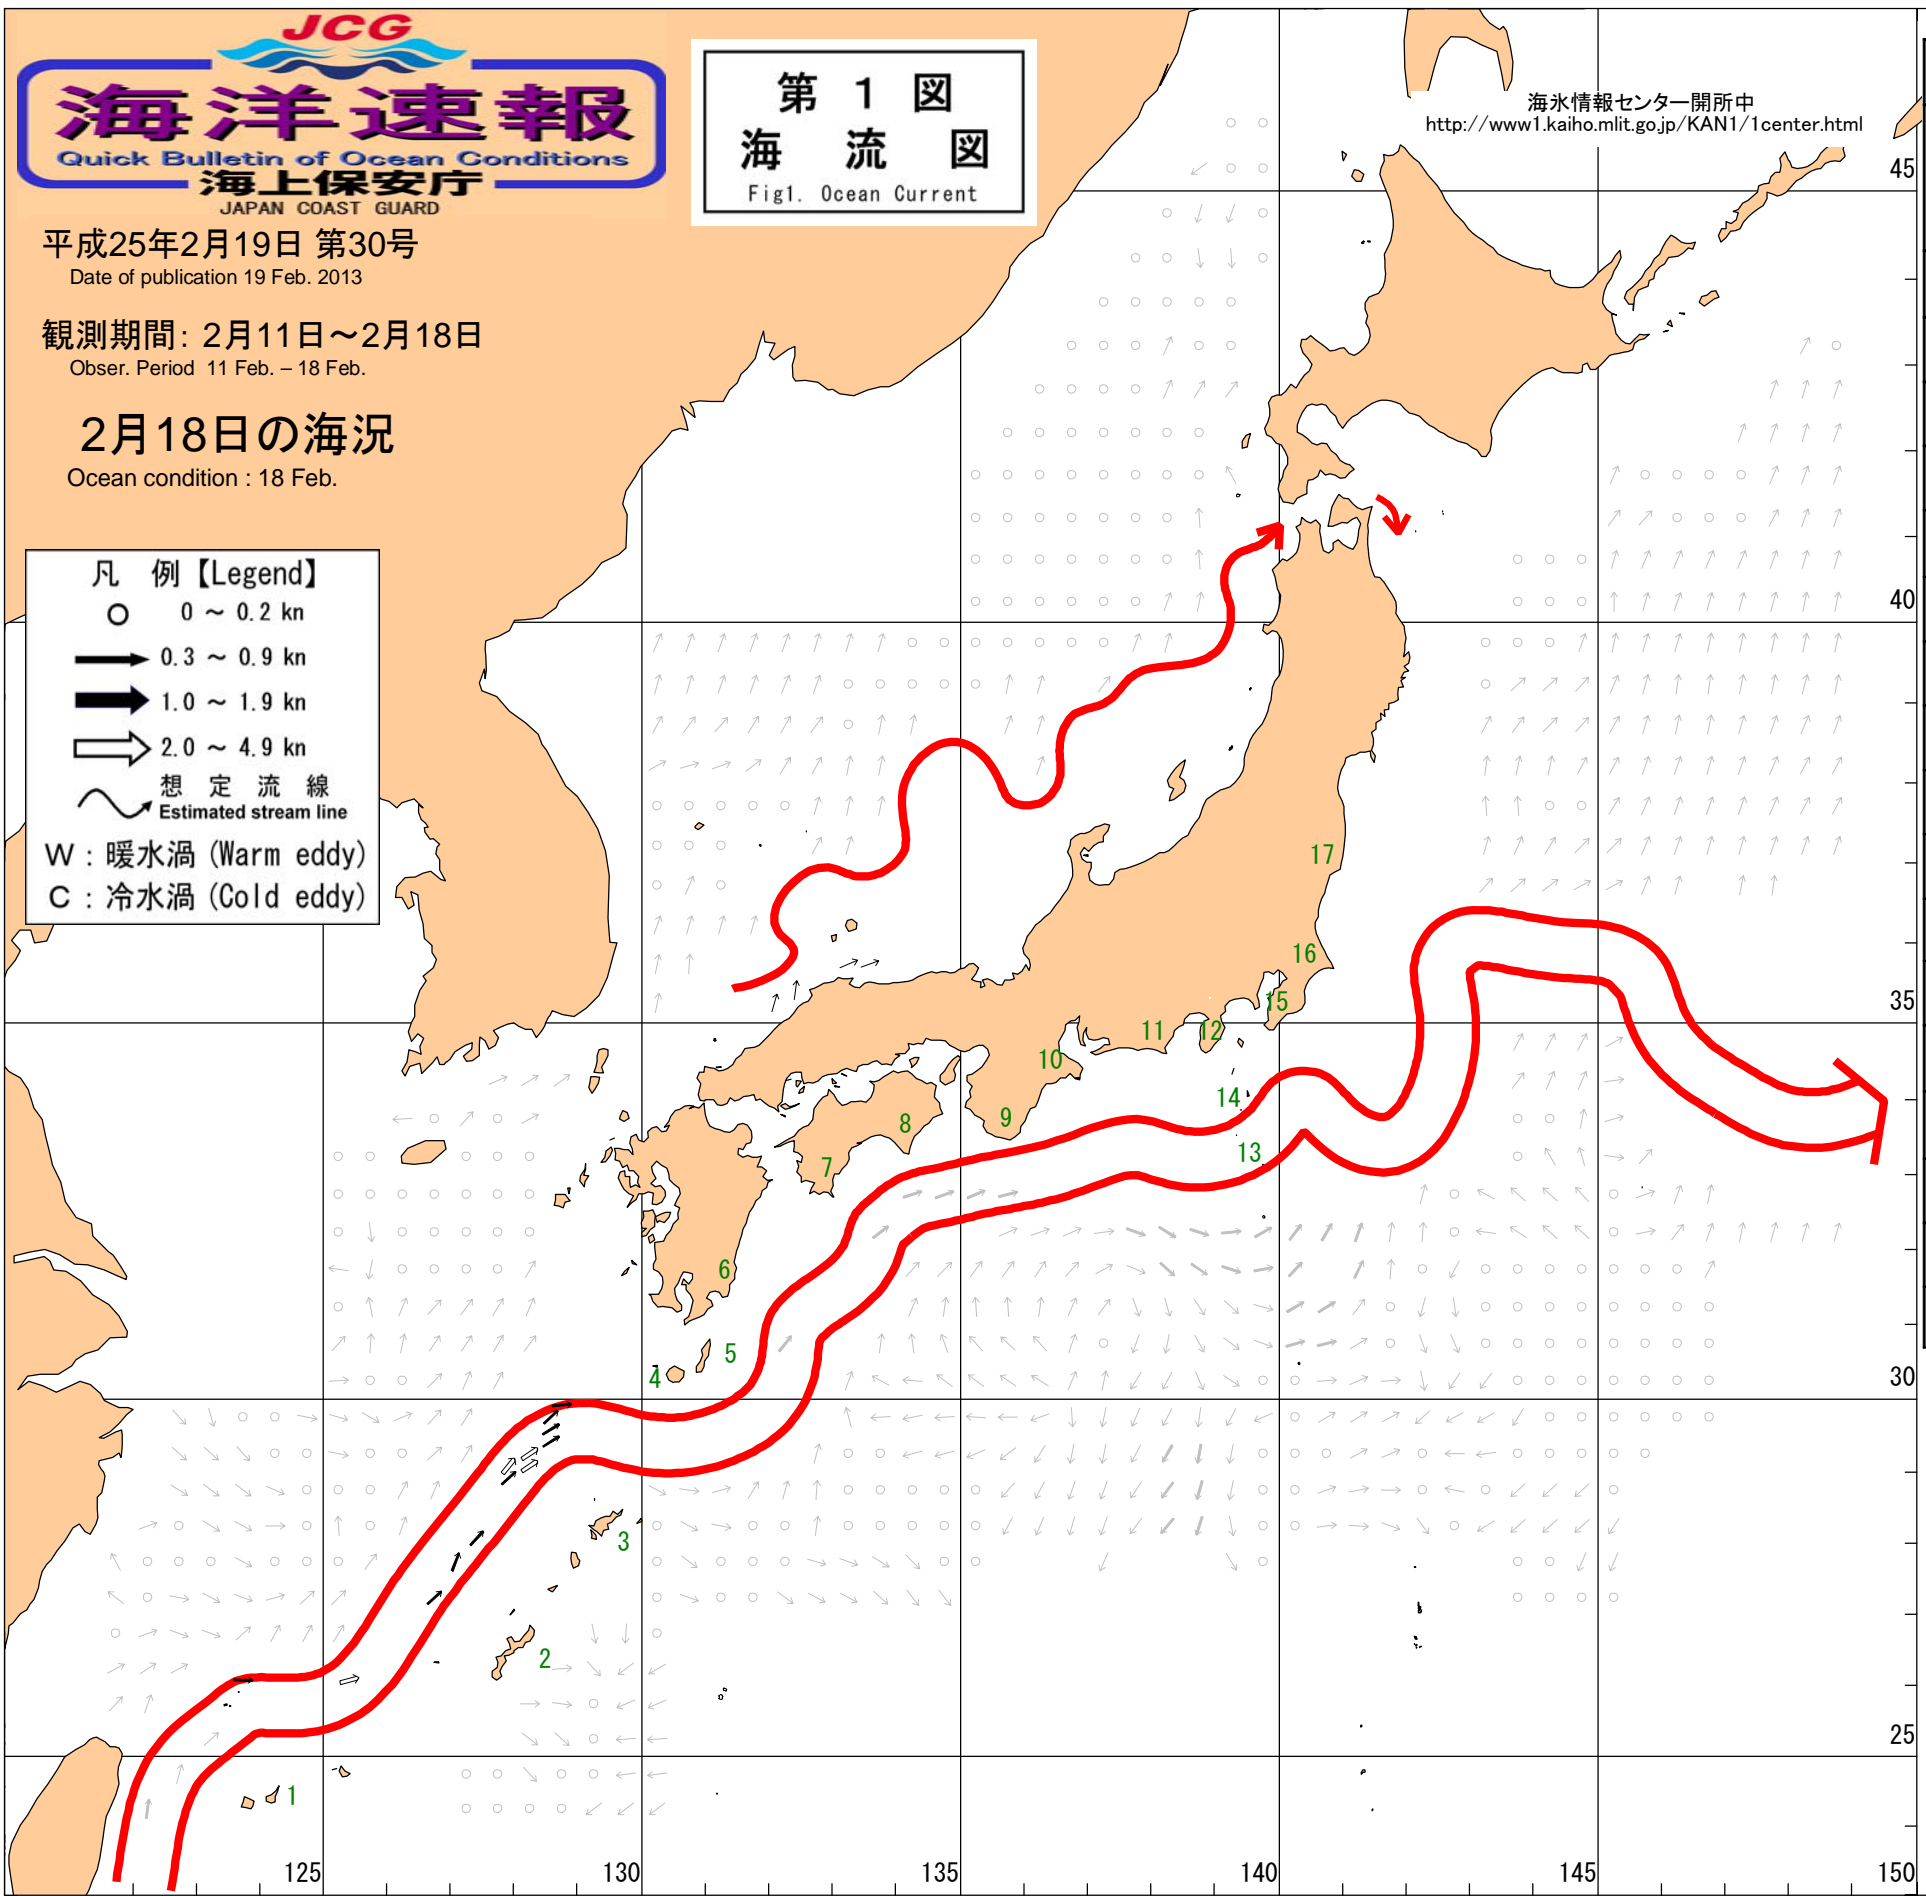 JCG
海洋速報
Quick Bulletin of Ocean Conditions
海上保安庁
JAPAN COAST GUARD
第 1 図
海 流 図
Fig1. Ocean Current
海氷情報センター開所中
http://www1.kaiho.mlit.go.jp/KAN1/1center.html
平成25年2月19日 第30号
Date of publication 19 Feb. 2013
観測期間: 2月11日～2月18日
Obser. Period 11 Feb. – 18 Feb.
2月18日の海況
Ocean condition : 18 Feb.
凡 例【Legend】
0 ～ 0.2 kn
0.3 ～ 0.9 kn
1.0 ～ 1.9 kn
2.0 ～ 4.9 kn
想 定 流 線
Estimated stream line
W : 暖水渦 (Warm eddy)
C : 冷水渦 (Cold eddy)
45
40
17
16
35
15
12
11
10
14
9
8
13
7
6
5
4
30
3
2
25
1
125
130
135
140
145
150